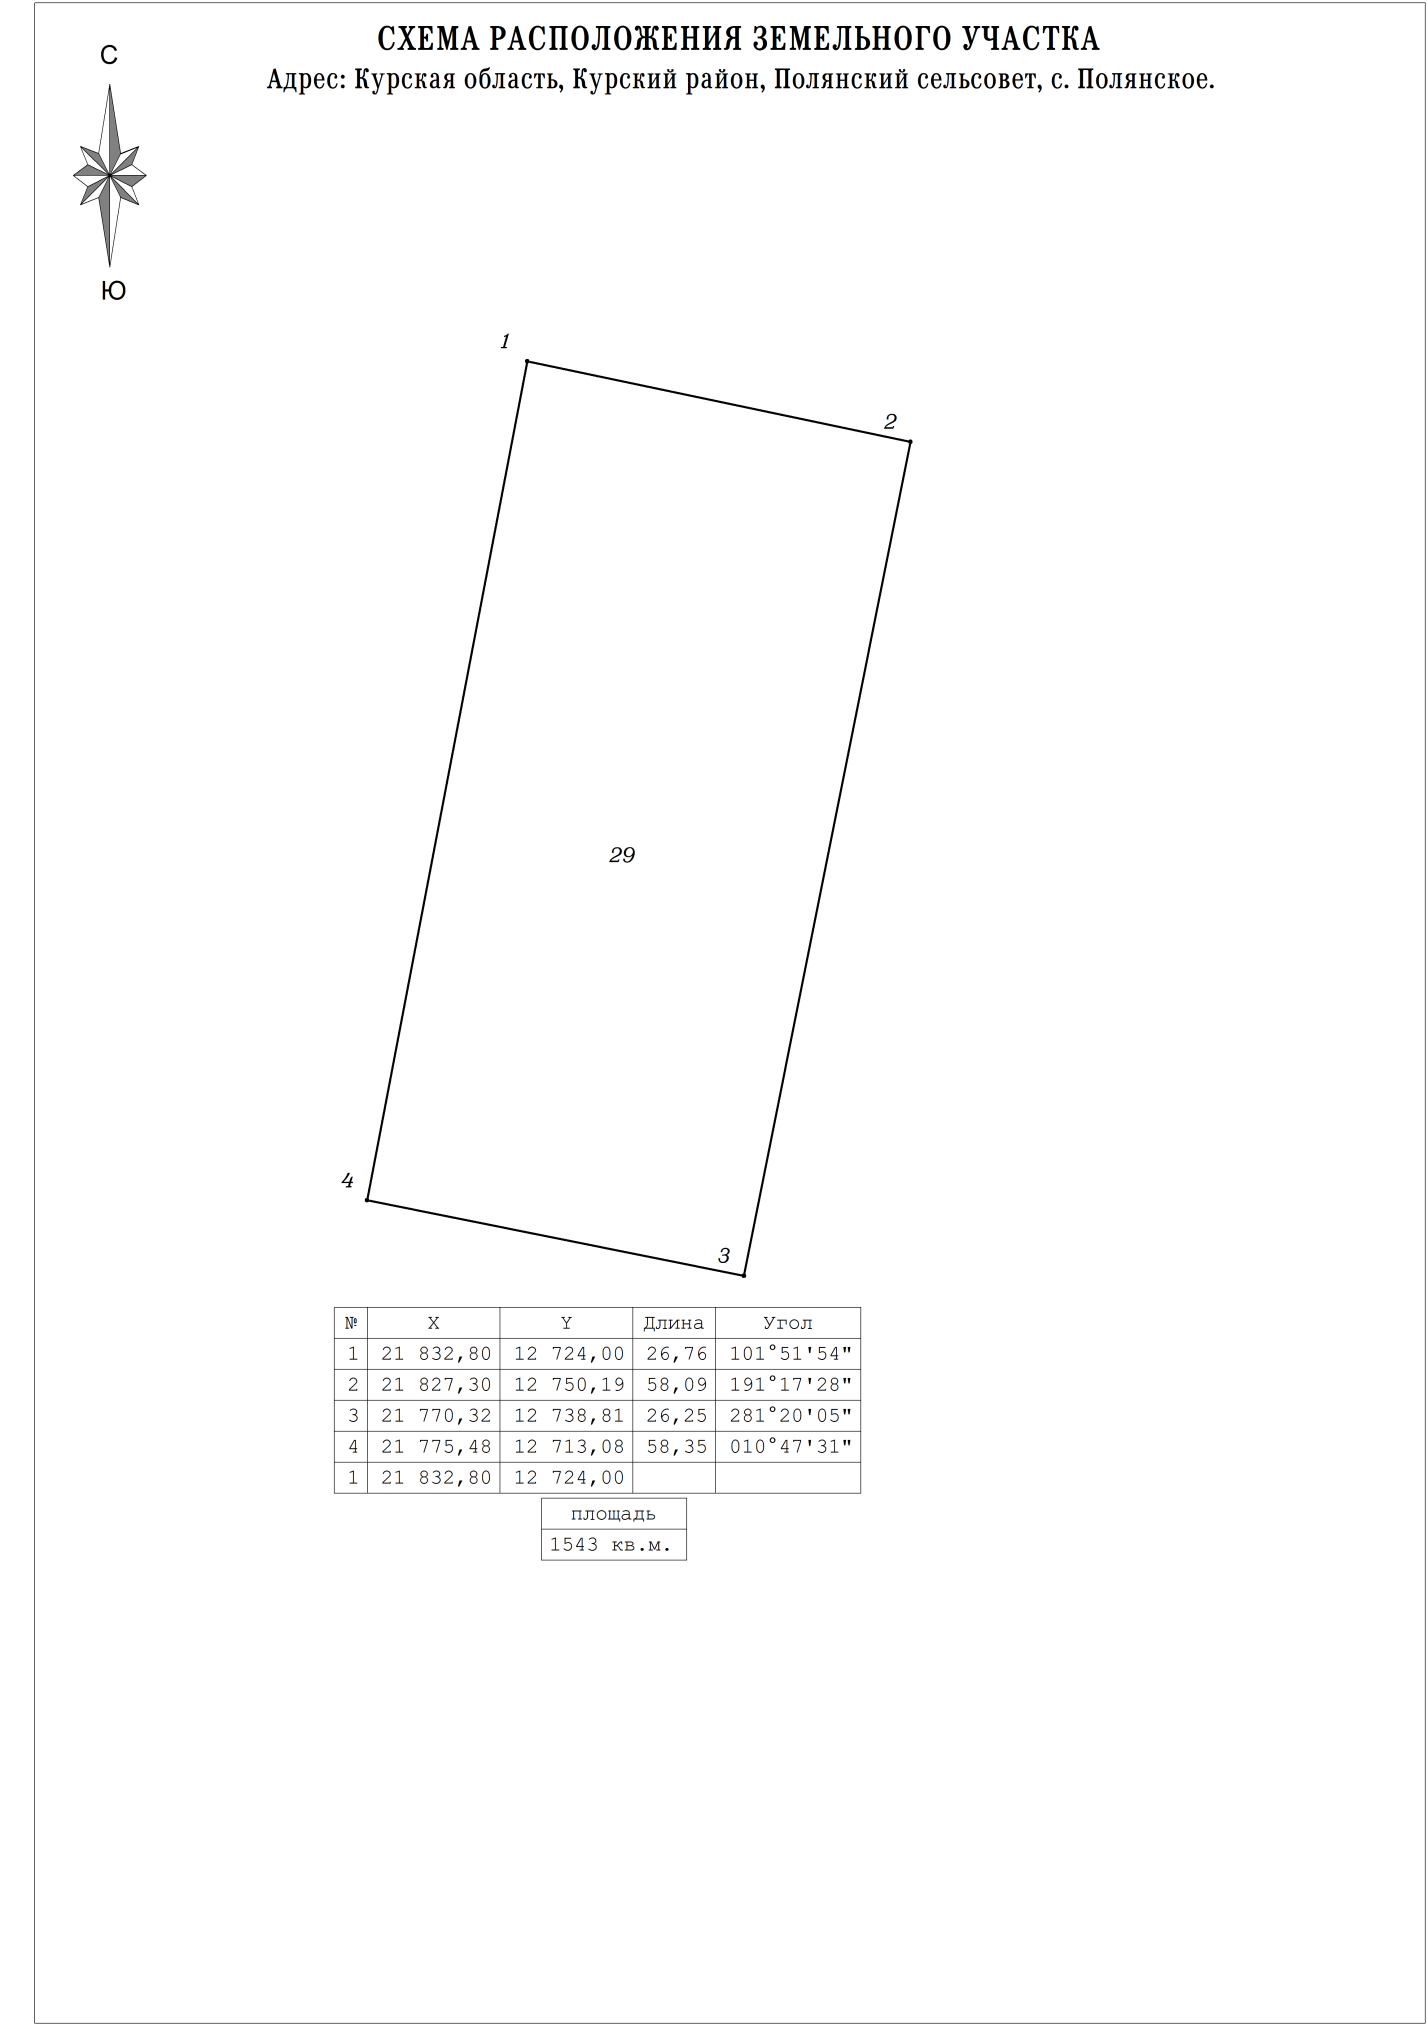 СХЕМА РАСПОЛОЖЕНИЯ ЗЕМЕЛЬНОГО УЧАСТКА
Адрес: Курская область, Курский район, Полянский сельсовет, с. Полянское.
С
Ю
1
2
29
4
3
№ X Y Длина Угол
1 21 832,80 12 724,00 26,76 101°51'54"
2 21 827,30 12 750,19 58,09 191°17'28"
3 21 770,32 12 738,81 26,25 281°20'05"
4 21 775,48 12 713,08 58,35 010°47'31"
1 21 832,80 12 724,00
площадь
1543 кв.м.